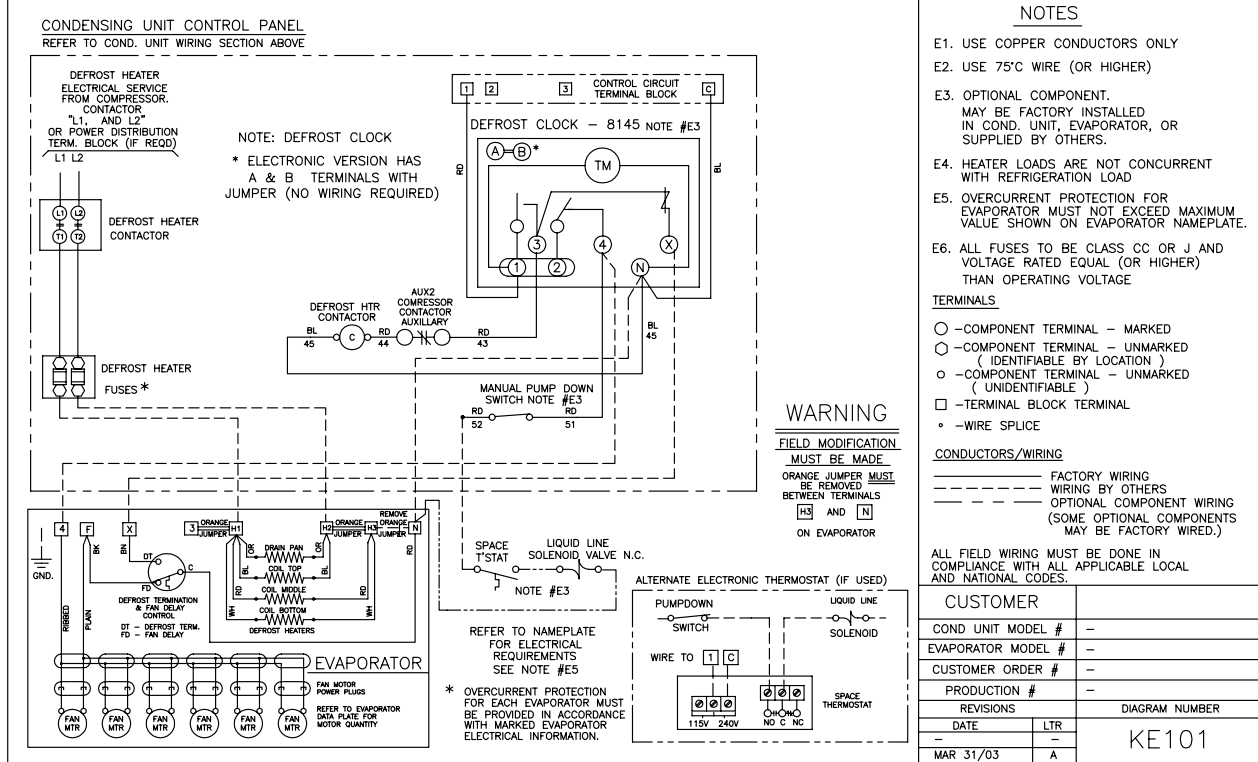 CONDENSING UNIT CONTROL PANEL
REFER TO COND. UNIT WIRING SECTION ABOVE
DEFROST HEATER
ELECTRICAL SERVICE
FROM COMPRESSOR.
CONTACTOR
"L1, AND L2"
OR POWER DISTRIBUTION
TERM. BLOCK (IF REQD)
L1 L2
L1 L2
T1 T2
DEFROST HEATER
CONTACTOR
DEFROST HEATER
FUSES *
NOTE: DEFROST CLOCK
* ELECTRONIC VERSION HAS
A & B TERMINALS WITH
JUMPER (NO WIRING REQUIRED)
1 2 3 CONTROL CIRCUIT C
TERMINAL BLOCK
DEFROST CLOCK - 8145 NOTE #E3
A B *
TM
RD
BL
3 4 X
1 2 N
DEFROST HTR
CONTACTOR
AUX2
COMRESSOR
CONTACTOR
AUXILLARY
BL
45
C
RD
44
RD
43
BL
45
MANUAL PUMP DOWN
SWITCH NOTE #E3
RD
52
RD
51
WARNING
FIELD MODIFICATION
MUST BE MADE
ORANGE JUMPER MUST
BE REMOVED
BETWEEN TERMINALS
H3 AND N
ON EVAPORATOR
4 F X 3 ORANGE JUMPER H1 H2 ORANGE JUMPER H3 REMOVE ORANGE JUMPER N
GND.
BK
BN
DT
C
FD
DEFROST TERMINATION
& FAN DELAY
CONTROL
DT - DEFROST TERM.
FD - FAN DELAY
RIBBED
PLAIN
OR
BL
RD
WH
DRAIN PAN
COIL TOP
COIL MIDDLE
COIL BOTTOM
DEFROST HEATERS
OR
BL
RD
WH
RD
EVAPORATOR
FAN MOTOR
POWER PLUGS
REFER TO EVAPORATOR
DATA PLATE FOR
MOTOR QUANTITY
FAN MTR
FAN MTR
FAN MTR
FAN MTR
FAN MTR
FAN MTR
SPACE
T'STAT
LIQUID LINE
SOLENOID VALVE N.C.
NOTE #E3
REFER TO NAMEPLATE
FOR ELECTRICAL
REQUIREMENTS
SEE NOTE #E5
* OVERCURRENT PROTECTION
FOR EACH EVAPORATOR MUST
BE PROVIDED IN ACCORDANCE
WITH MARKED EVAPORATOR
ELECTRICAL INFORMATION.
ALTERNATE ELECTRONIC THERMOSTAT (IF USED)
PUMPDOWN
SWITCH
LIQUID LINE
SOLENOID
WIRE TO 1 C
115V 240V
NO C NC
SPACE
THERMOSTAT
NOTES
E1. USE COPPER CONDUCTORS ONLY
E2. USE 75°C WIRE (OR HIGHER)
E3. OPTIONAL COMPONENT.
MAY BE FACTORY INSTALLED
IN COND. UNIT, EVAPORATOR, OR
SUPPLIED BY OTHERS.
E4. HEATER LOADS ARE NOT CONCURRENT
WITH REFRIGERATION LOAD
E5. OVERCURRENT PROTECTION FOR
EVAPORATOR MUST NOT EXCEED MAXIMUM
VALUE SHOWN ON EVAPORATOR NAMEPLATE.
E6. ALL FUSES TO BE CLASS CC OR J AND
VOLTAGE RATED EQUAL (OR HIGHER)
THAN OPERATING VOLTAGE
TERMINALS
-COMPONENT TERMINAL - MARKED
-COMPONENT TERMINAL - UNMARKED
( IDENTIFIABLE BY LOCATION )
-COMPONENT TERMINAL - UNMARKED
( UNIDENTIFIABLE )
-TERMINAL BLOCK TERMINAL
-WIRE SPLICE
CONDUCTORS/WIRING
FACTORY WIRING
WIRING BY OTHERS
OPTIONAL COMPONENT WIRING
(SOME OPTIONAL COMPONENTS
MAY BE FACTORY WIRED.)
ALL FIELD WIRING MUST BE DONE IN
COMPLIANCE WITH ALL APPLICABLE LOCAL
AND NATIONAL CODES.
CUSTOMER
COND UNIT MODEL # -
EVAPORATOR MODEL # -
CUSTOMER ORDER # -
PRODUCTION # -
REVISIONS DIAGRAM NUMBER
DATE LTR
- -
MAR 31/03 A
KE101